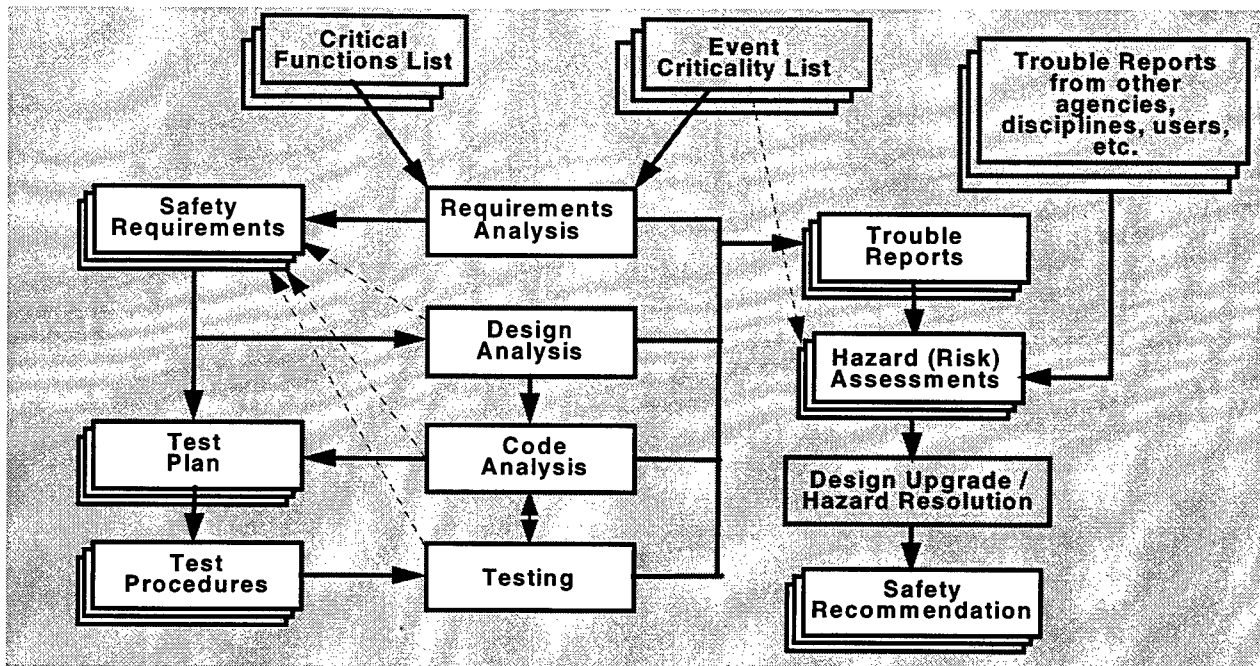 Critical
Functions List
Event
Criticality List
Trouble Reports
from other
agencies,
disciplines, users,
etc.
Safety
Requirements
Requirements
Analysis
Trouble
Reports
Design
Analysis
Hazard (Risk)
Assessments
Test
Plan
Code
Analysis
Design Upgrade /
Hazard Resolution
Test
Procedures
Testing
Safety
Recommendation